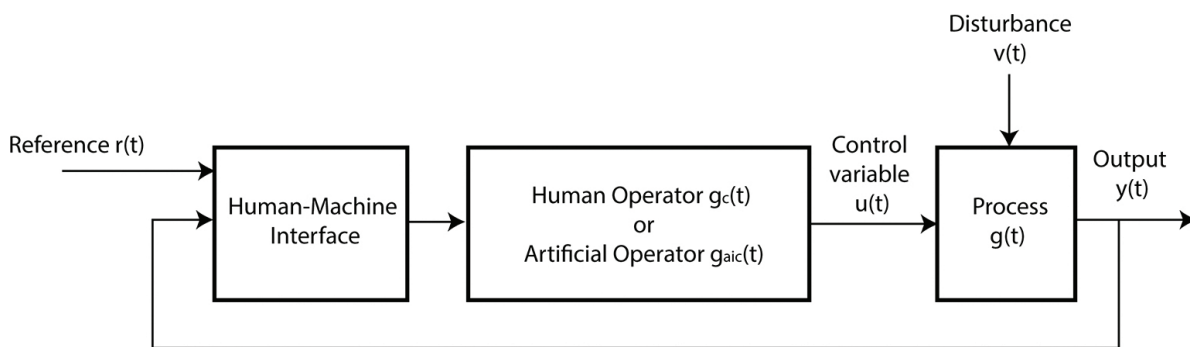 Disturbance
v(t)
Reference r(t)
Human-Machine
Interface
Human Operator gc(t)
or
Artificial Operator gaic(t)
Control
variable
u(t)
Process
g(t)
Output
y(t)